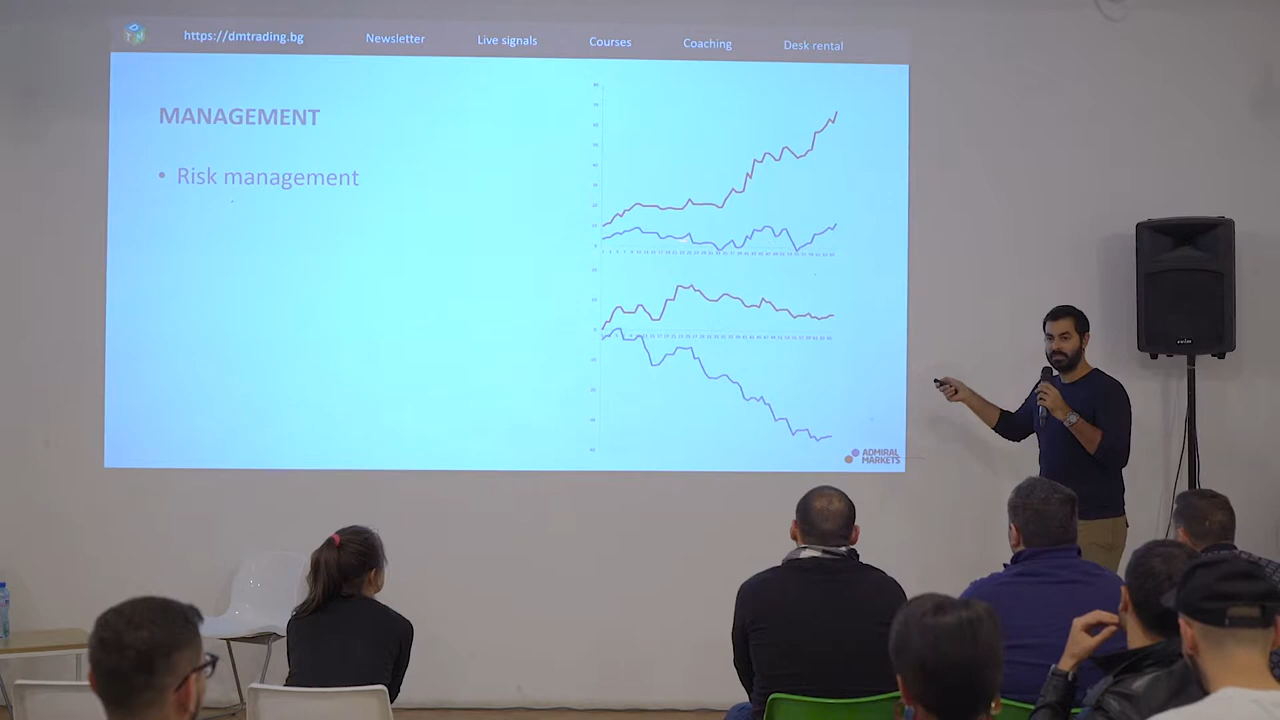 https://dmtrading.bg
Newsletter
Live signals
Courses
Coaching
Desk rental
MANAGEMENT
• Risk management
ADMIRAL
MARKETS